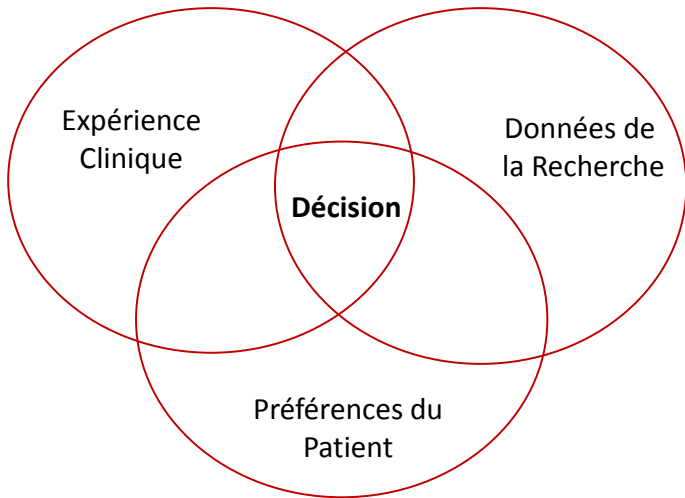 Expérience
Clinique
Données de
la Recherche
Décision
Préférences du
Patient